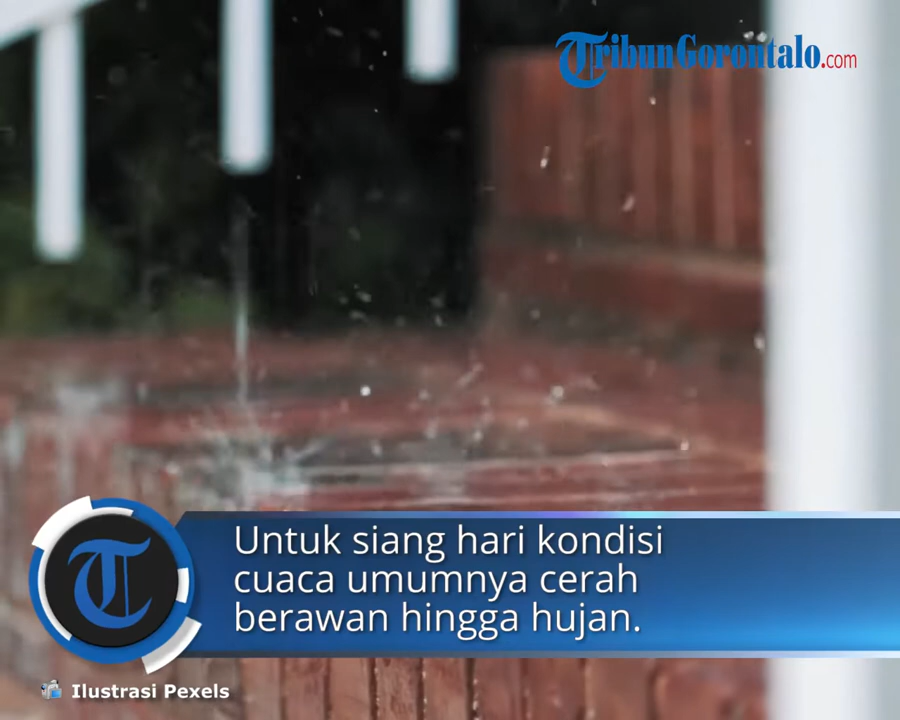 TribunGorontalo.com
Untuk siang hari kondisi
cuaca umumnya cerah
berawan hingga hujan.
T
Ilustrasi Pexels